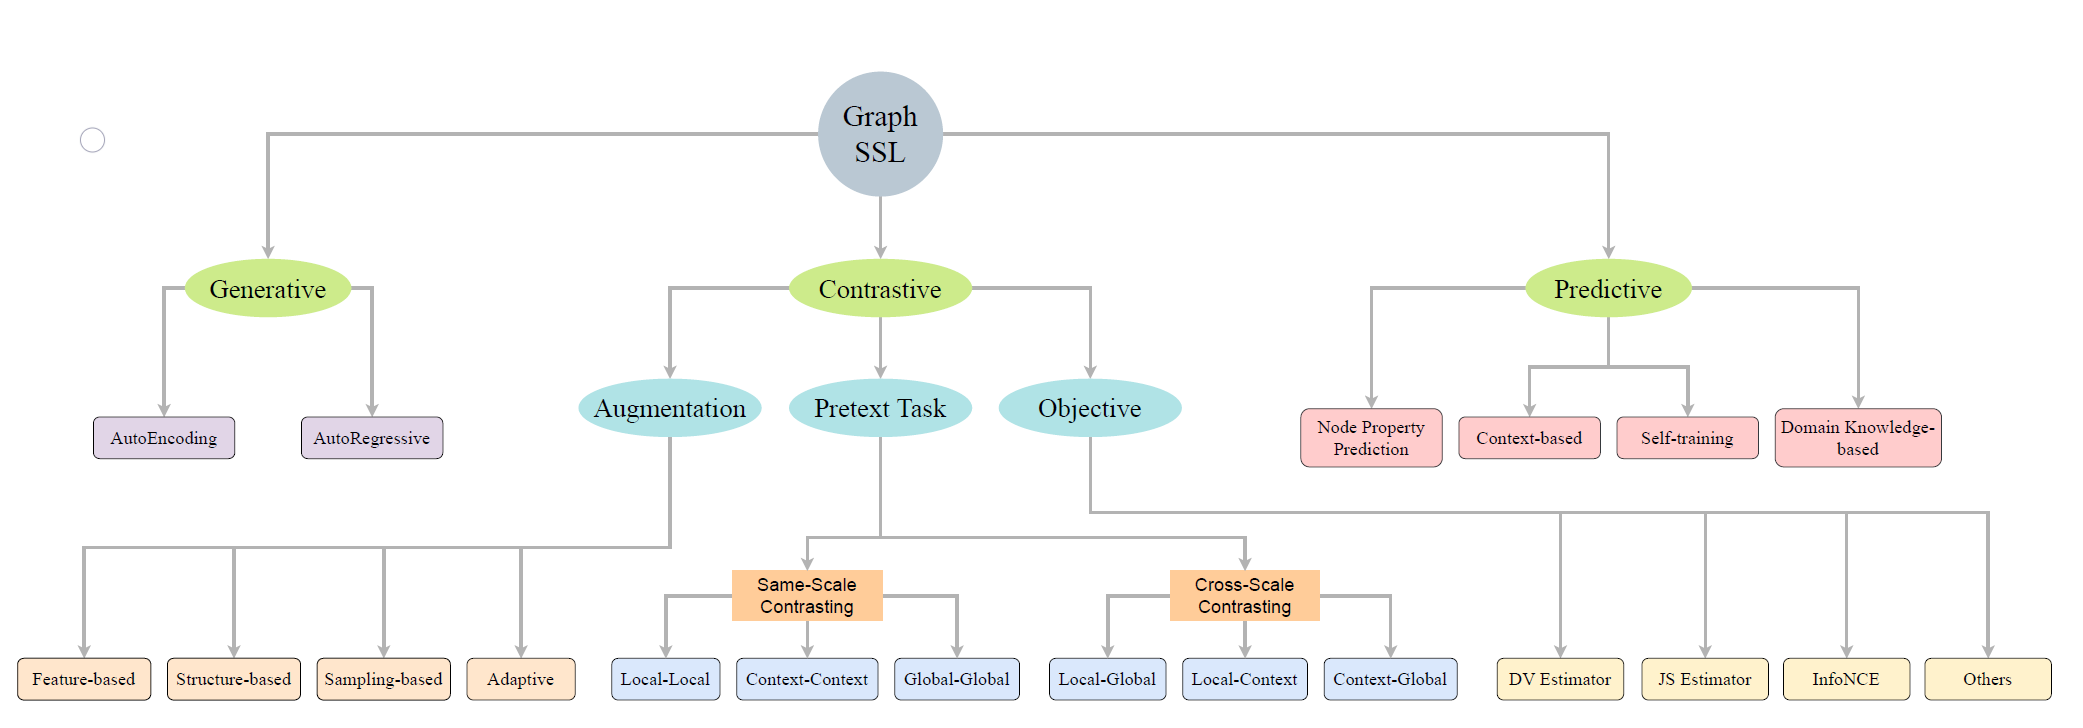 Graph
SSL
Generative
Contrastive
Predictive
Augmentation
Pretext Task
Objective
AutoEncoding
AutoRegressive
Node Property
Prediction
Context-based
Self-training
Domain Knowledge-
based
Same-Scale
Contrasting
Cross-Scale
Contrasting
Feature-based
Structure-based
Sampling-based
Adaptive
Local-Local
Context-Context
Global-Global
Local-Global
Local-Context
Context-Global
DV Estimator
JS Estimator
InfoNCE
Others